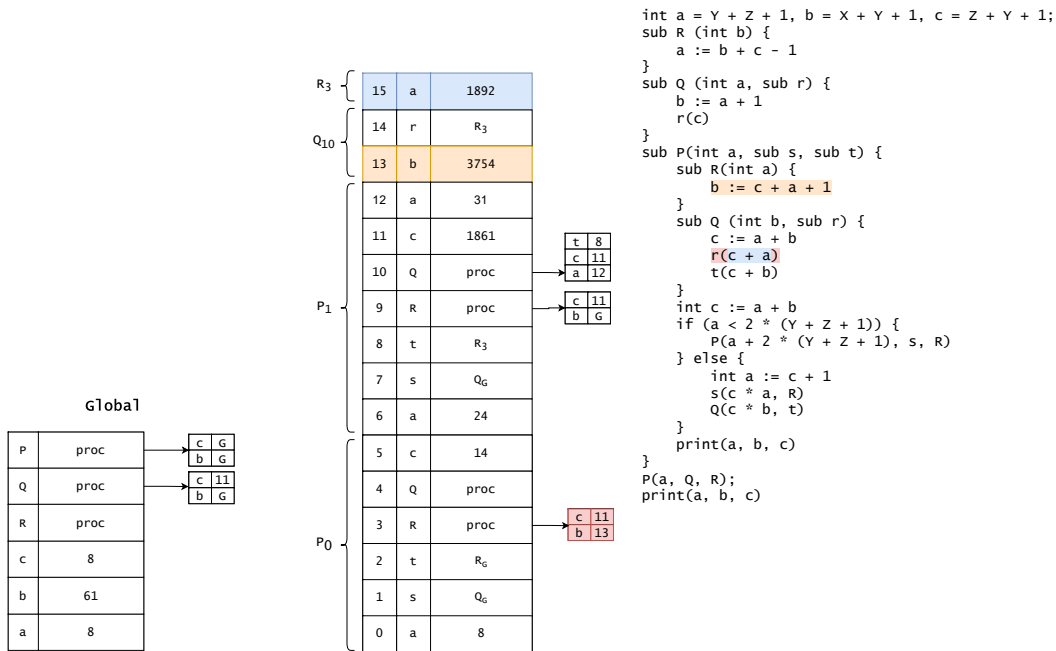 Global
P proc
c G
b G
Q proc
c 11
b G
R proc
c 8
b 61
a 8
R3
15 a 1892
Q10
14 r R3
13 b 3754
P1
12 a 31
11 c 1861
10 Q proc
t 8
c 11
a 12
9 R proc
c 11
b G
8 t R3
7 s QG
6 a 24
P0
5 c 14
4 Q proc
3 R proc
c 11
b 13
2 t RG
1 s QG
0 a 8
int a = Y + Z + 1, b = X + Y + 1, c = Z + Y + 1;
sub R (int b) {
a := b + c - 1
}
sub Q (int a, sub r) {
b := a + 1
r(c)
}
sub P(int a, sub s, sub t) {
sub R(int a) {
b := c + a + 1
}
sub Q (int b, sub r) {
c := a + b
r(c + a)
t(c + b)
}
int c := a + b
if (a < 2 * (Y + Z + 1)) {
P(a + 2 * (Y + Z + 1), s, R)
} else {
int a := c + 1
s(c * a, R)
Q(c * b, t)
}
print(a, b, c)
}
P(a, Q, R);
print(a, b, c)